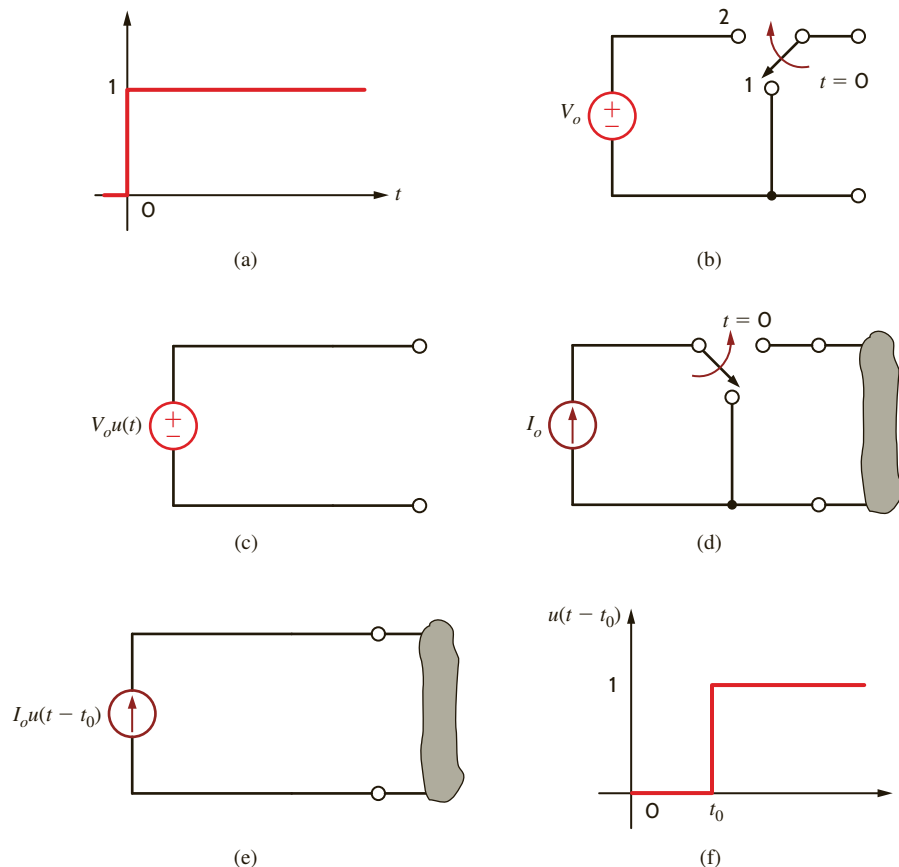 1
0
t
(a)
2
1
t = 0
V_o
+
−
(b)
V_o u(t)
+
−
(c)
t = 0
I_o
(d)
I_o u(t − t_0)
(e)
u(t − t_0)
1
0
t_0
(f)